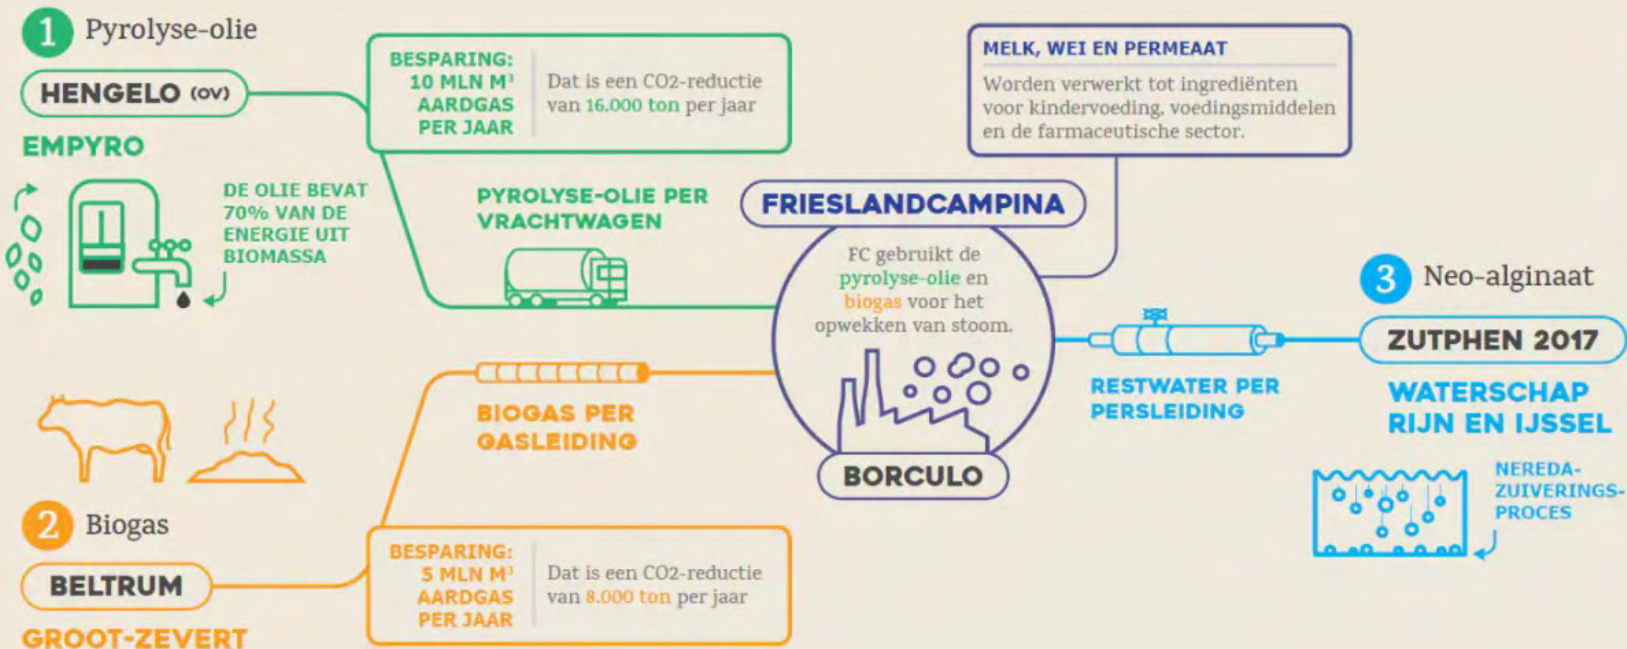 1 Pyrolyse-olie
HENGELO (OV)
EMPYRO
DE OLIE BEVAT
70% VAN DE
ENERGIE UIT
BIOMASSA
BESPARING:
10 MLN M³
AARDGAS
PER JAAR
Dat is een CO2-reductie
van 16.000 ton per jaar
PYROLYSE-OLIE PER
VRACHTWAGEN
MELK, WEI EN PERMEAAT
Worden verwerkt tot ingrediënten
voor kindervoeding, voedingsmiddelen
en de farmaceutische sector.
FRIESLANDCAMPINA
FC gebruikt de
pyrolyse-olie en
biogas voor het
opwekken van stoom.
BORCULO
2 Biogas
BELTRUM
GROOT-ZEVERT
BIOGAS PER
GASLEIDING
BESPARING:
5 MLN M³
AARDGAS
PER JAAR
Dat is een CO2-reductie
van 8.000 ton per jaar
3 Neo-alginaat
ZUTPHEN 2017
WATERSCHAP
RIJN EN IJSSEL
RESTWATER PER
PERSLEIDING
NEREDA-
ZUIVERINGS-
PROCES